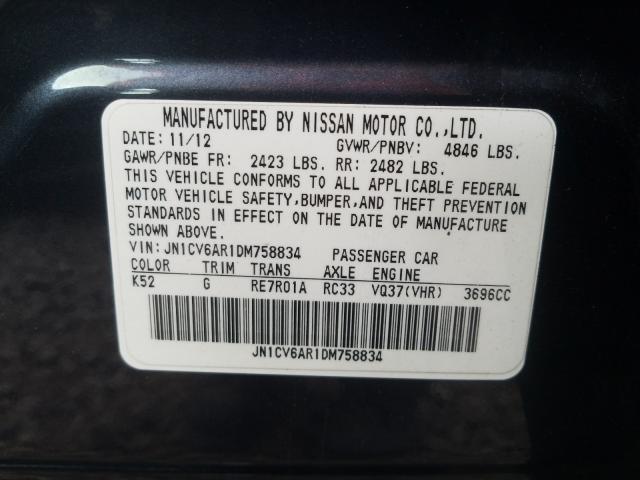 MANUFACTURED BY NISSAN MOTOR CO.,LTD.
DATE: 11/12 GVWR/PNBV: 4846 LBS.
GAWR/PNBE FR: 2423 LBS. RR: 2482 LBS.
THIS VEHICLE CONFORMS TO ALL APPLICABLE FEDERAL
MOTOR VEHICLE SAFETY,BUMPER,AND THEFT PREVENTION
STANDARDS IN EFFECT ON THE DATE OF MANUFACTURE
SHOWN ABOVE.
VIN: JN1CV6AR1DM758834 PASSENGER CAR
COLOR TRIM TRANS AXLE ENGINE
K52 G RE7R01A RC33 VQ37(VHR) 3696CC
JN1CV6AR1DM758834